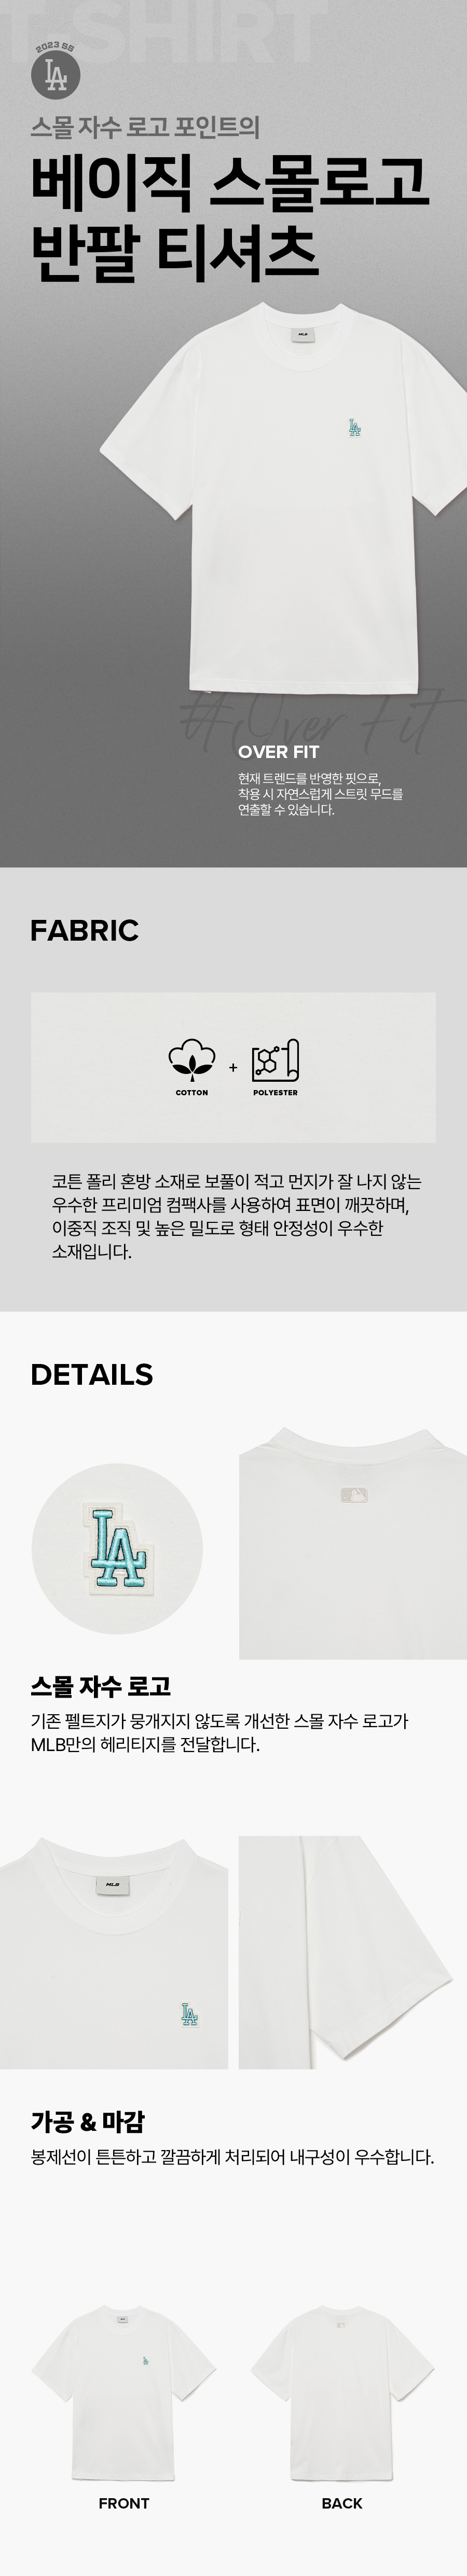 T-SHIRT
2023 SS
LA
스몰 자수 로고 포인트의
베이직 스몰로고
반팔 티셔츠
MLB
LA
#Over Fit
OVER FIT
현재 트렌드를 반영한 핏으로,
착용 시 자연스럽게 스트릿 무드를
연출할 수 있습니다.
FABRIC
+
COTTON
POLYESTER
코튼 폴리 혼방 소재로 보풀이 적고 먼지가 잘 나지 않는
우수한 프리미엄 컴팩사를 사용하여 표면이 깨끗하며,
이중직 조직 및 높은 밀도로 형태 안정성이 우수한
소재입니다.
DETAILS
LA
스몰 자수 로고
기존 펠트지가 뭉개지지 않도록 개선한 스몰 자수 로고가
MLB만의 헤리티지를 전달합니다.
MLB
LA
가공 & 마감
봉제선이 튼튼하고 깔끔하게 처리되어 내구성이 우수합니다.
LA
FRONT
BACK